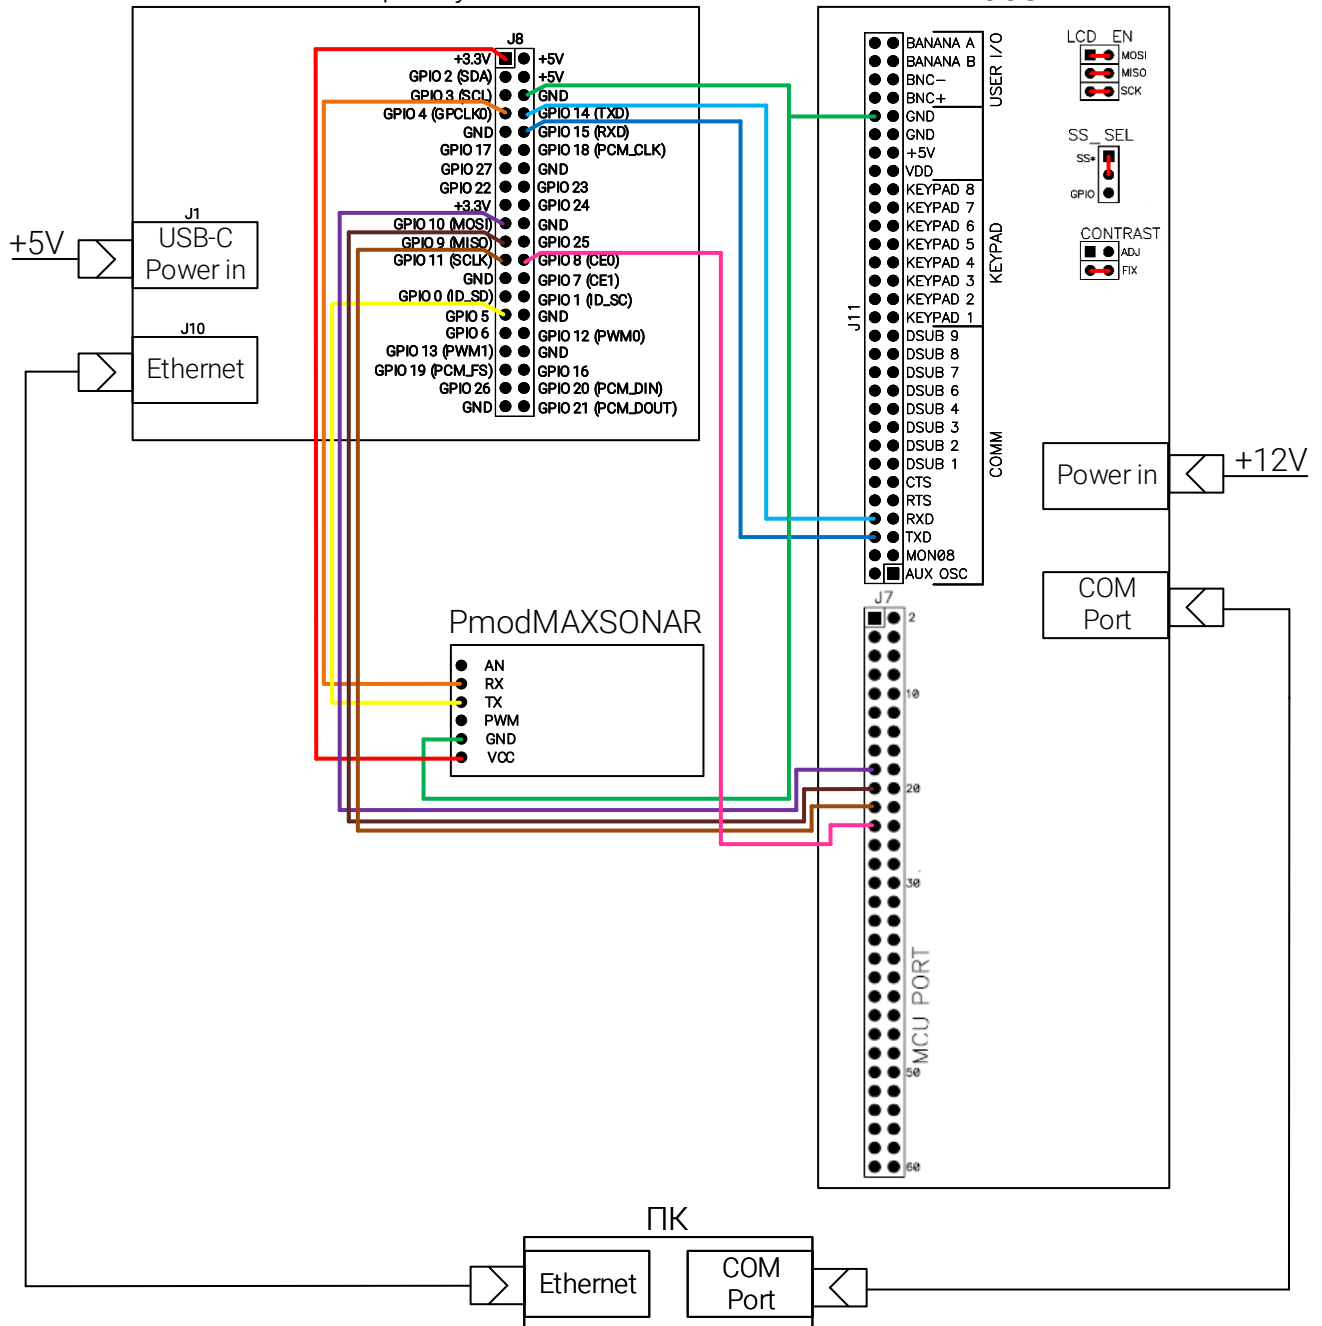 J8
+3.3V +5V
GPIO 2 (SDA) +5V
GPIO 3 (SCL) GND
GPIO 4 (GPCLK0) GPIO 14 (TXD)
GND GPIO 15 (RXD)
GPIO 17 GPIO 18 (PCM_CLK)
GPIO 27 GND
GPIO 22 GPIO 23
+3.3V GPIO 24
GPIO 10 (MOSI) GND
GPIO 9 (MISO) GPIO 25
GPIO 11 (SCLK) GPIO 8 (CE0)
GND GPIO 7 (CE1)
GPIO 0 (ID_SD) GPIO 1 (ID_SC)
GPIO 5 GND
GPIO 6 GPIO 12 (PWM0)
GPIO 13 (PWM1) GND
GPIO 19 (PCM_FS) GPIO 16
GPIO 26 GPIO 20 (PCM_DIN)
GND GPIO 21 (PCM_DOUT)
+5V
J1
USB-C
Power in
J10
Ethernet
J11
BANANA A
BANANA B
BNC-
BNC+
GND
GND
+5V
VDD
KEYPAD 8
KEYPAD 7
KEYPAD 6
KEYPAD 5
KEYPAD 4
KEYPAD 3
KEYPAD 2
KEYPAD 1
DSUB 9
DSUB 8
DSUB 7
DSUB 6
DSUB 4
DSUB 3
DSUB 2
DSUB 1
CTS
RTS
RXD
TXD
MON08
AUX OSC
USER I/O
KEYPAD
COMM
LCD_EN
MOSI
MISO
SCK
SS_SEL
SS*
GPIO
CONTRAST
ADJ
FIX
Power in
+12V
COM
Port
J7
2
10
20
30
50
60
MCU PORT
PmodMAXSONAR
AN
RX
TX
PWM
GND
VCC
ПК
Ethernet
COM
Port